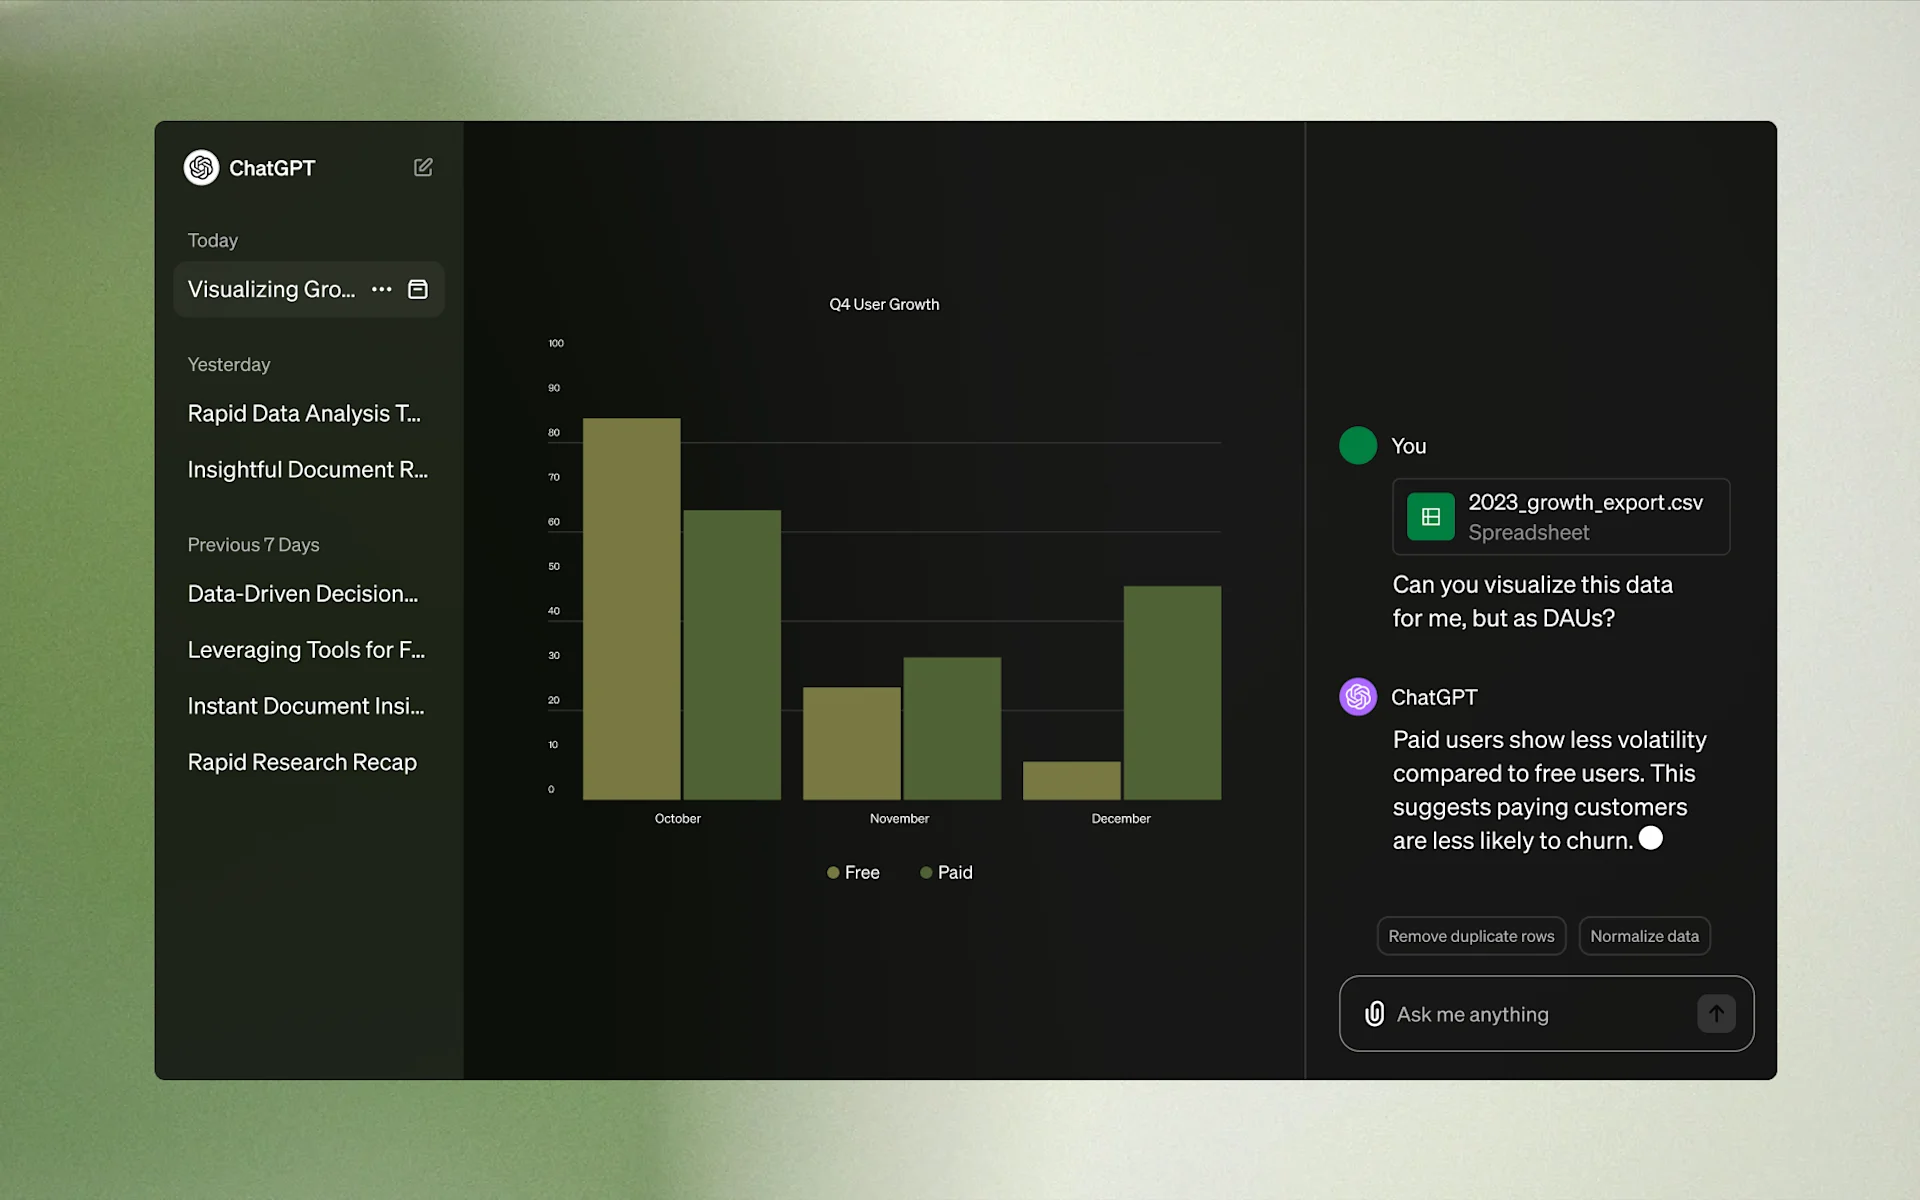 ChatGPT
Today
Visualizing Gro...
Yesterday
Rapid Data Analysis T...
Insightful Document R...
Previous 7 Days
Data-Driven Decision...
Leveraging Tools for F...
Instant Document Insi...
Rapid Research Recap
Q4 User Growth
100
90
80
70
60
50
40
30
20
10
0
October November December
Free Paid
You
2023_growth_export.csv
Spreadsheet
Can you visualize this data
for me, but as DAUs?
ChatGPT
Paid users show less volatility
compared to free users. This
suggests paying customers
are less likely to churn.
Remove duplicate rows Normalize data
Ask me anything